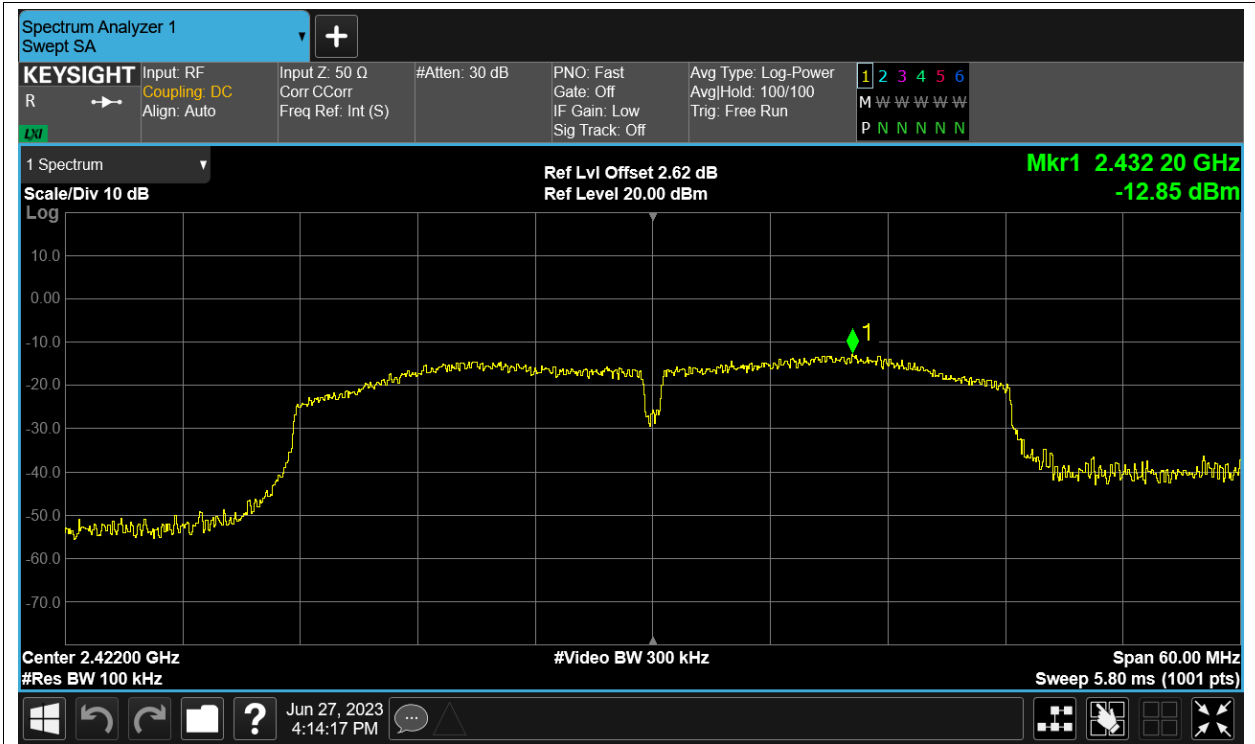 Spectrum Analyzer 1
Swept SA
KEYSIGHT
R
LXI
Input: RF
Coupling: DC
Align: Auto
Input Z: 50 Ω
Corr CCorr
Freq Ref: Int (S)
#Atten: 30 dB
PNO: Fast
Gate: Off
IF Gain: Low
Sig Track: Off
Avg Type: Log-Power
Avg|Hold: 100/100
Trig: Free Run
1 2 3 4 5 6
M W W W W W
P N N N N N
1 Spectrum
Scale/Div 10 dB
Log
Ref Lvl Offset 2.62 dB
Ref Level 20.00 dBm
Mkr1 2.432 20 GHz
-12.85 dBm
10.0
0.00
-10.0
-20.0
-30.0
-40.0
-50.0
-60.0
-70.0
1
Center 2.42200 GHz
#Res BW 100 kHz
#Video BW 300 kHz
Span 60.00 MHz
Sweep 5.80 ms (1001 pts)
?
Jun 27, 2023
4:14:17 PM